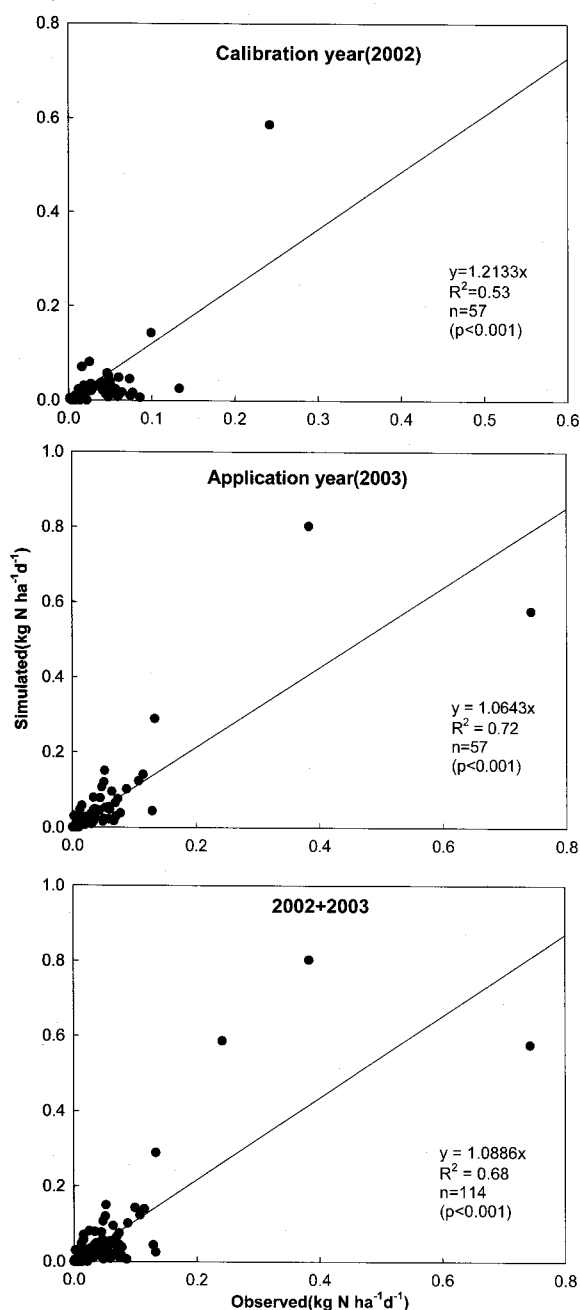 0.8
Calibration year(2002)
0.6
0.4
0.2
y=1.2133x
R²=0.53
n=57
(p<0.001)
0.0
0.0 0.1 0.2 0.3 0.4 0.5 0.6
1.0
Application year(2003)
0.8
0.6
0.4
0.2
0.0
y = 1.0643x
R² = 0.72
n=57
(p<0.001)
0.0 0.2 0.4 0.6 0.8
Simulated(kg N ha⁻¹d⁻¹)
1.0
2002+2003
0.8
0.6
0.4
0.2
0.0
y = 1.0886x
R² = 0.68
n=114
(p<0.001)
0.0 0.2 0.4 0.6 0.8
Observed(kg N ha⁻¹d⁻¹)